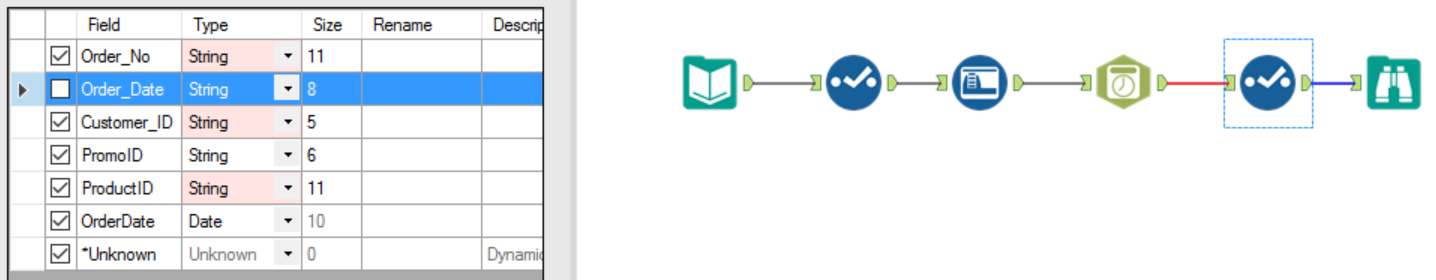 Field Type Size Rename Descrip
Order_No String 11
Order_Date String 8
Customer_ID String 5
PromoID String 6
ProductID String 11
OrderDate Date 10
*Unknown Unknown 0 Dynamic